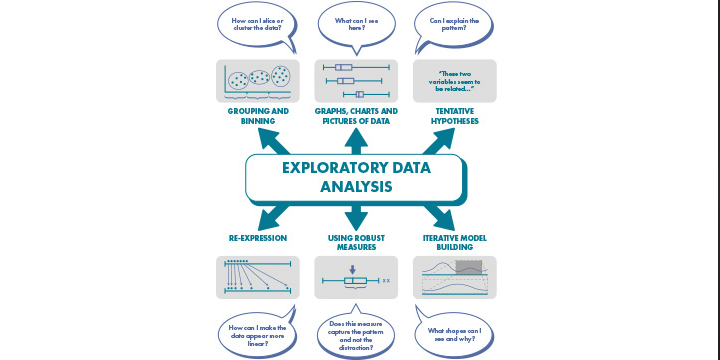 How can I slice or
cluster the data?
What can I see
here?
Can I explain the
pattern?
"These two
variables seem to
be related..."
GROUPING AND
BINNING
GRAPHS, CHARTS AND
PICTURES OF DATA
TENTATIVE
HYPOTHESES
EXPLORATORY DATA
ANALYSIS
RE-EXPRESSION
USING ROBUST
MEASURES
ITERATIVE MODEL
BUILDING
x x
How can I make the
data appear more
linear?
Does this measure
capture the pattern
and not the
distraction?
What shapes can I
see and why?